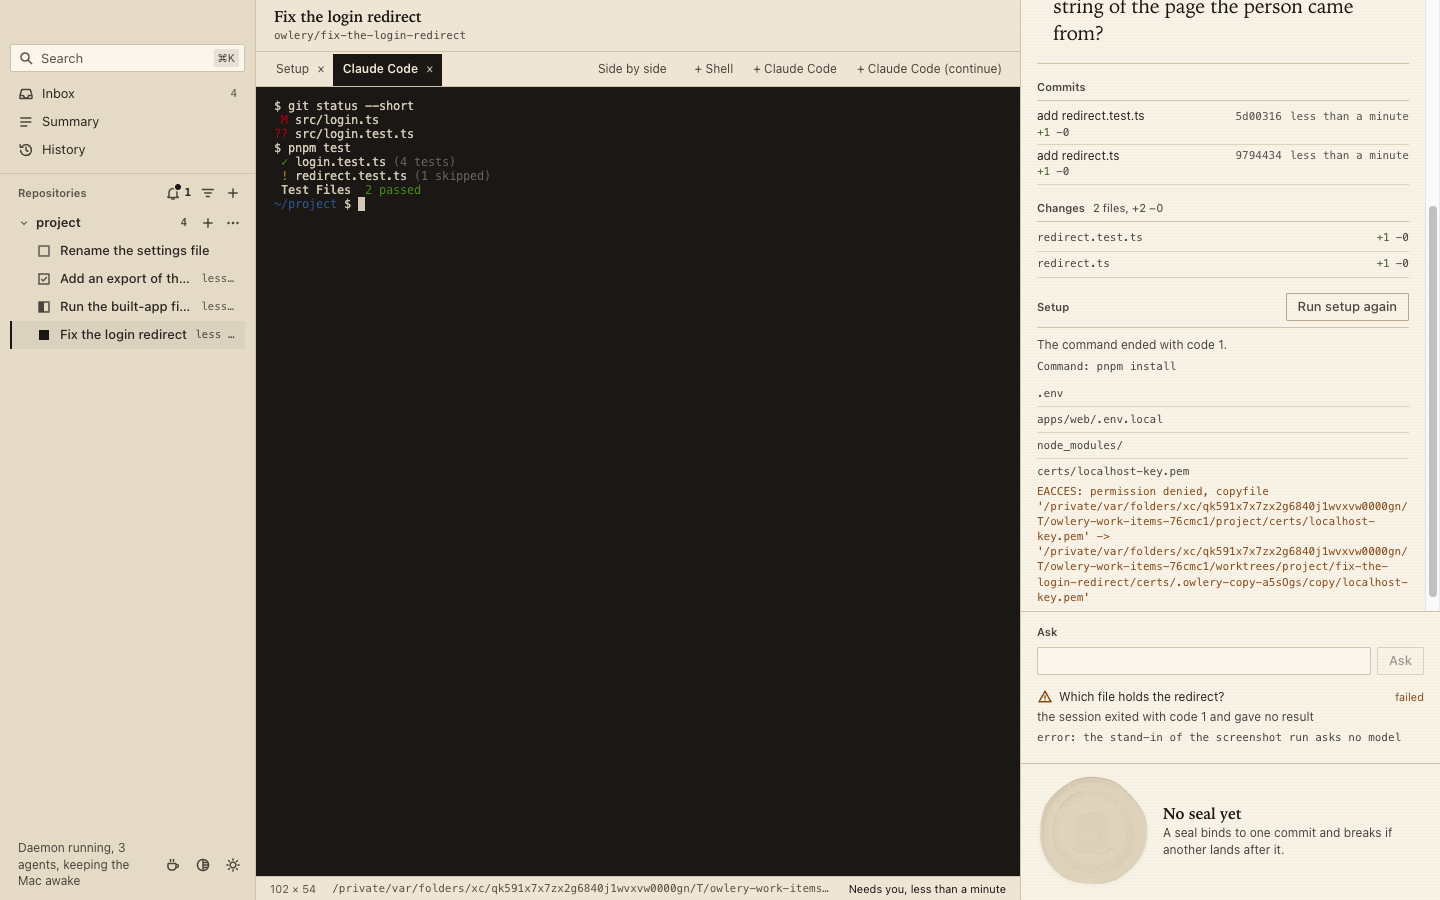 Search ⌘K
Inbox 4
Summary
History
Repositories 1
project 4
Rename the settings file
Add an export of th… less…
Run the built-app fi… less…
Fix the login redirect less …
Daemon running, 3
agents, keeping the
Mac awake
Fix the login redirect
owlery/fix-the-login-redirect
Setup × Claude Code × Side by side + Shell + Claude Code + Claude Code (continue)
$ git status --short
M src/login.ts
?? src/login.test.ts
$ pnpm test
✓ login.test.ts (4 tests)
! redirect.test.ts (1 skipped)
Test Files 2 passed
~/project $
102 × 54 /private/var/folders/xc/qk591x7x7zx2g6840j1wvxvw0000gn/T/owlery-work-items… Needs you, less than a minute
string of the page the person came
from?
Commits
add redirect.test.ts 5d00316 less than a minute
+1 −0
add redirect.ts 9794434 less than a minute
+1 −0
Changes 2 files, +2 −0
redirect.test.ts +1 −0
redirect.ts +1 −0
Setup Run setup again
The command ended with code 1.
Command: pnpm install
.env
apps/web/.env.local
node_modules/
certs/localhost-key.pem
EACCES: permission denied, copyfile
'/private/var/folders/xc/qk591x7x7zx2g6840j1wvxvw0000gn/
T/owlery-work-items-76cmc1/project/certs/localhost-
key.pem' ->
'/private/var/folders/xc/qk591x7x7zx2g6840j1wvxvw0000gn/
T/owlery-work-items-76cmc1/worktrees/project/fix-the-
login-redirect/certs/.owlery-copy-a5sOgs/copy/localhost-
key.pem'
Ask
Ask
Which file holds the redirect? failed
the session exited with code 1 and gave no result
error: the stand-in of the screenshot run asks no model
No seal yet
A seal binds to one commit and breaks if
another lands after it.